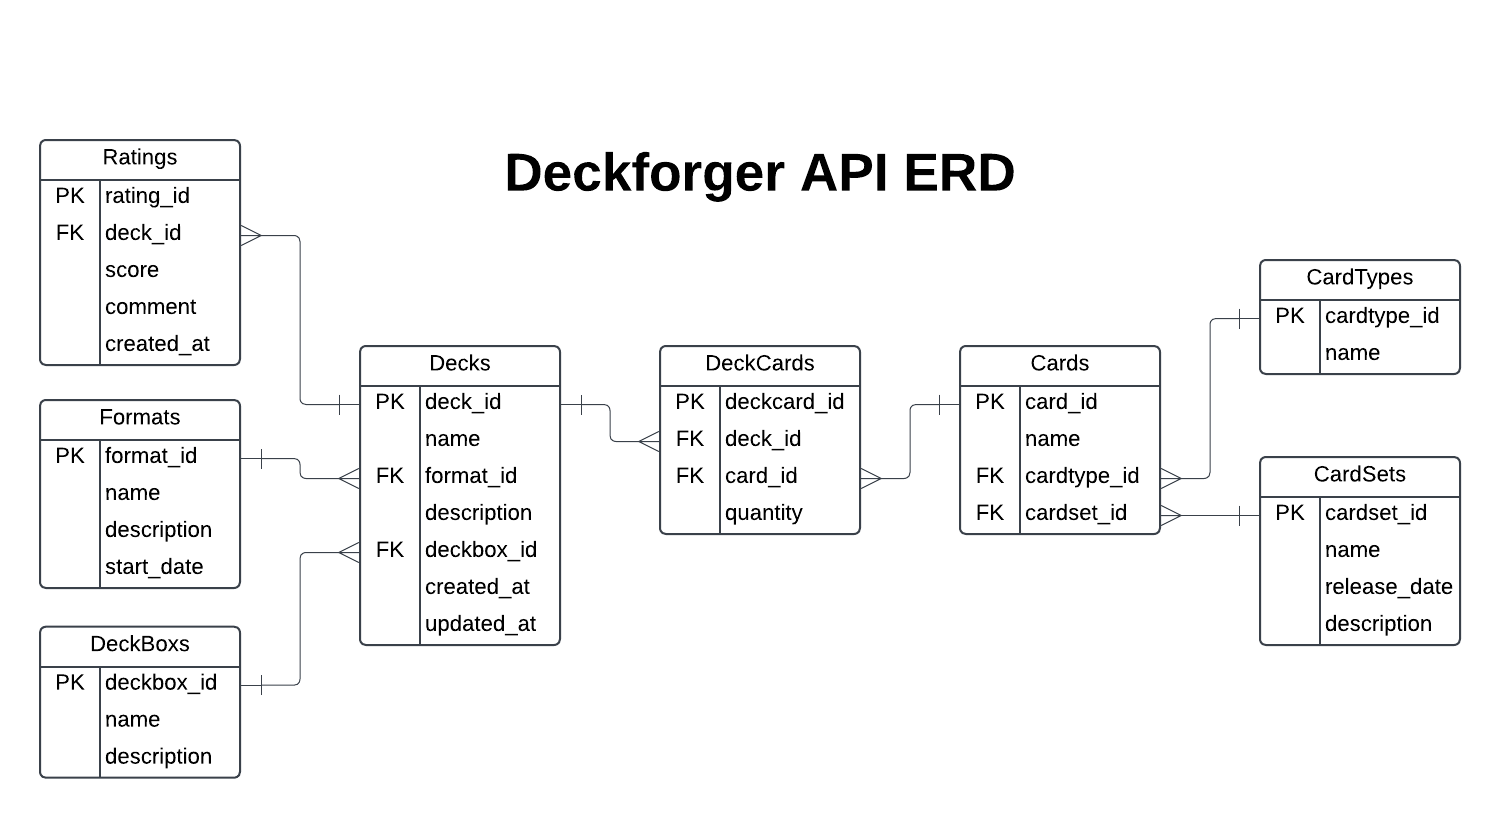 Deckforger API ERD
Ratings
PK rating_id
FK deck_id
score
comment
created_at
Formats
PK format_id
name
description
start_date
DeckBoxs
PK deckbox_id
name
description
Decks
PK deck_id
name
FK format_id
description
FK deckbox_id
created_at
updated_at
DeckCards
PK deckcard_id
FK deck_id
FK card_id
quantity
Cards
PK card_id
name
FK cardtype_id
FK cardset_id
CardTypes
PK cardtype_id
name
CardSets
PK cardset_id
name
release_date
description